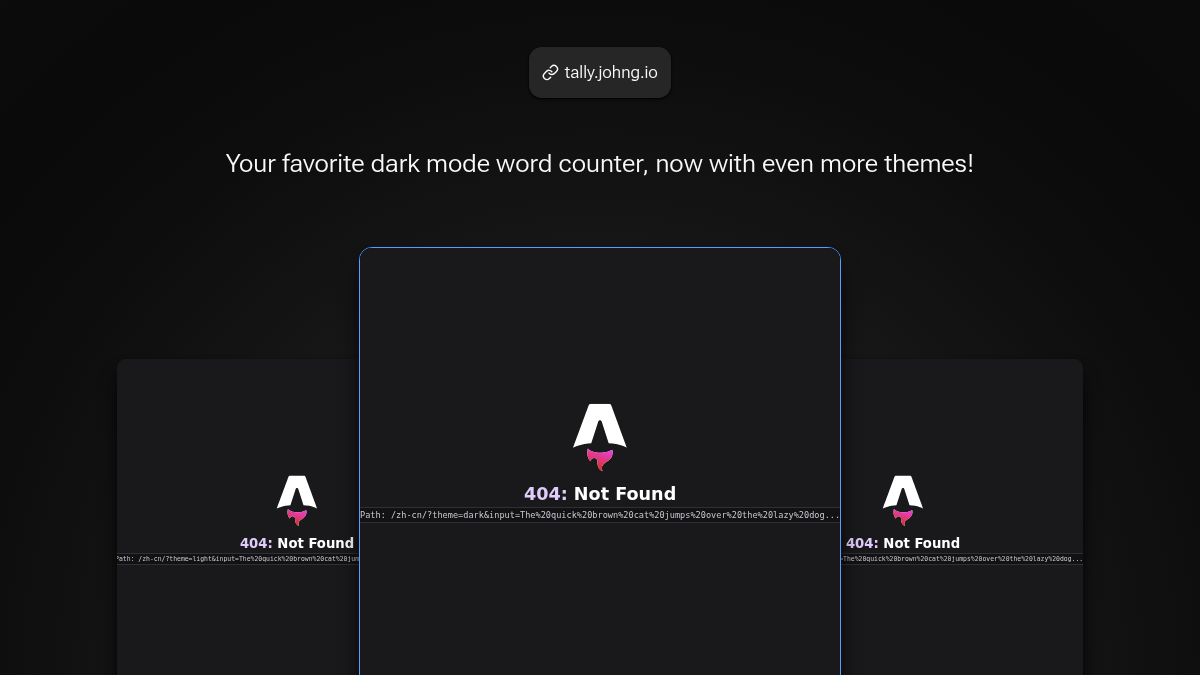 tally.johng.io
Your favorite dark mode word counter, now with even more themes!
404: Not Found
Path: /zh-cn/?theme=dark&input=The%20quick%20brown%20cat%20jumps%20over%20the%20lazy%20dog...
404: Not Found
Path: /zh-cn/?theme=light&input=The%20quick%20brown%20cat%20jum
404: Not Found
=The%20quick%20brown%20cat%20jumps%20over%20the%20lazy%20dog...